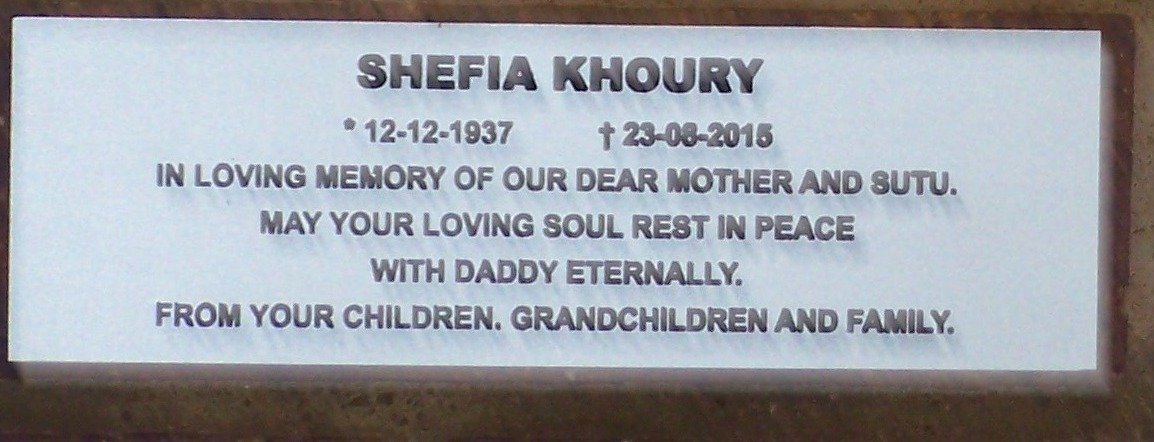 SHEFIA KHOURY
* 12-12-1937 † 23-08-2015
IN LOVING MEMORY OF OUR DEAR MOTHER AND SUTU.
MAY YOUR LOVING SOUL REST IN PEACE
WITH DADDY ETERNALLY.
FROM YOUR CHILDREN. GRANDCHILDREN AND FAMILY.